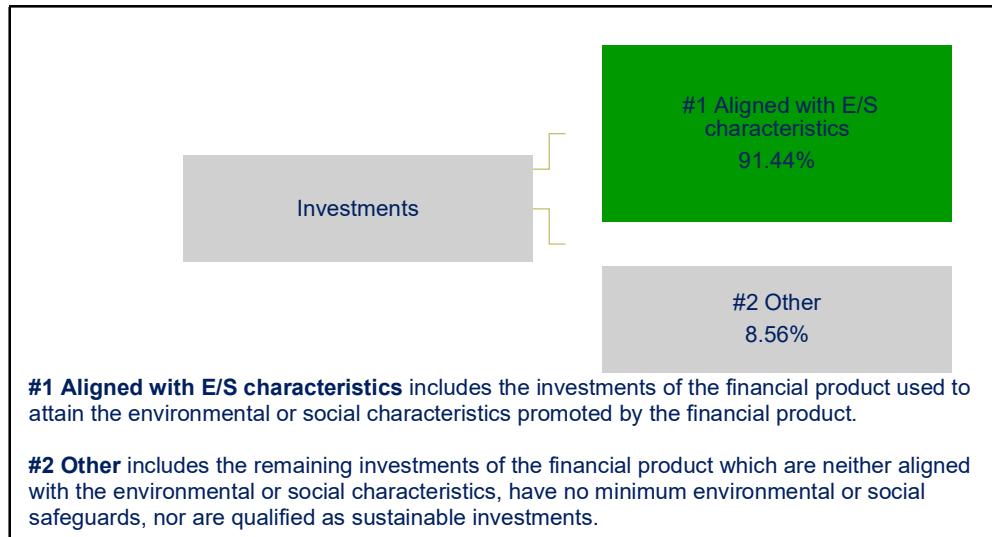 #1 Aligned with E/S
characteristics
91.44%
Investments
#2 Other
8.56%
#1 Aligned with E/S characteristics includes the investments of the financial product used to
attain the environmental or social characteristics promoted by the financial product.
#2 Other includes the remaining investments of the financial product which are neither aligned
with the environmental or social characteristics, have no minimum environmental or social
safeguards, nor are qualified as sustainable investments.